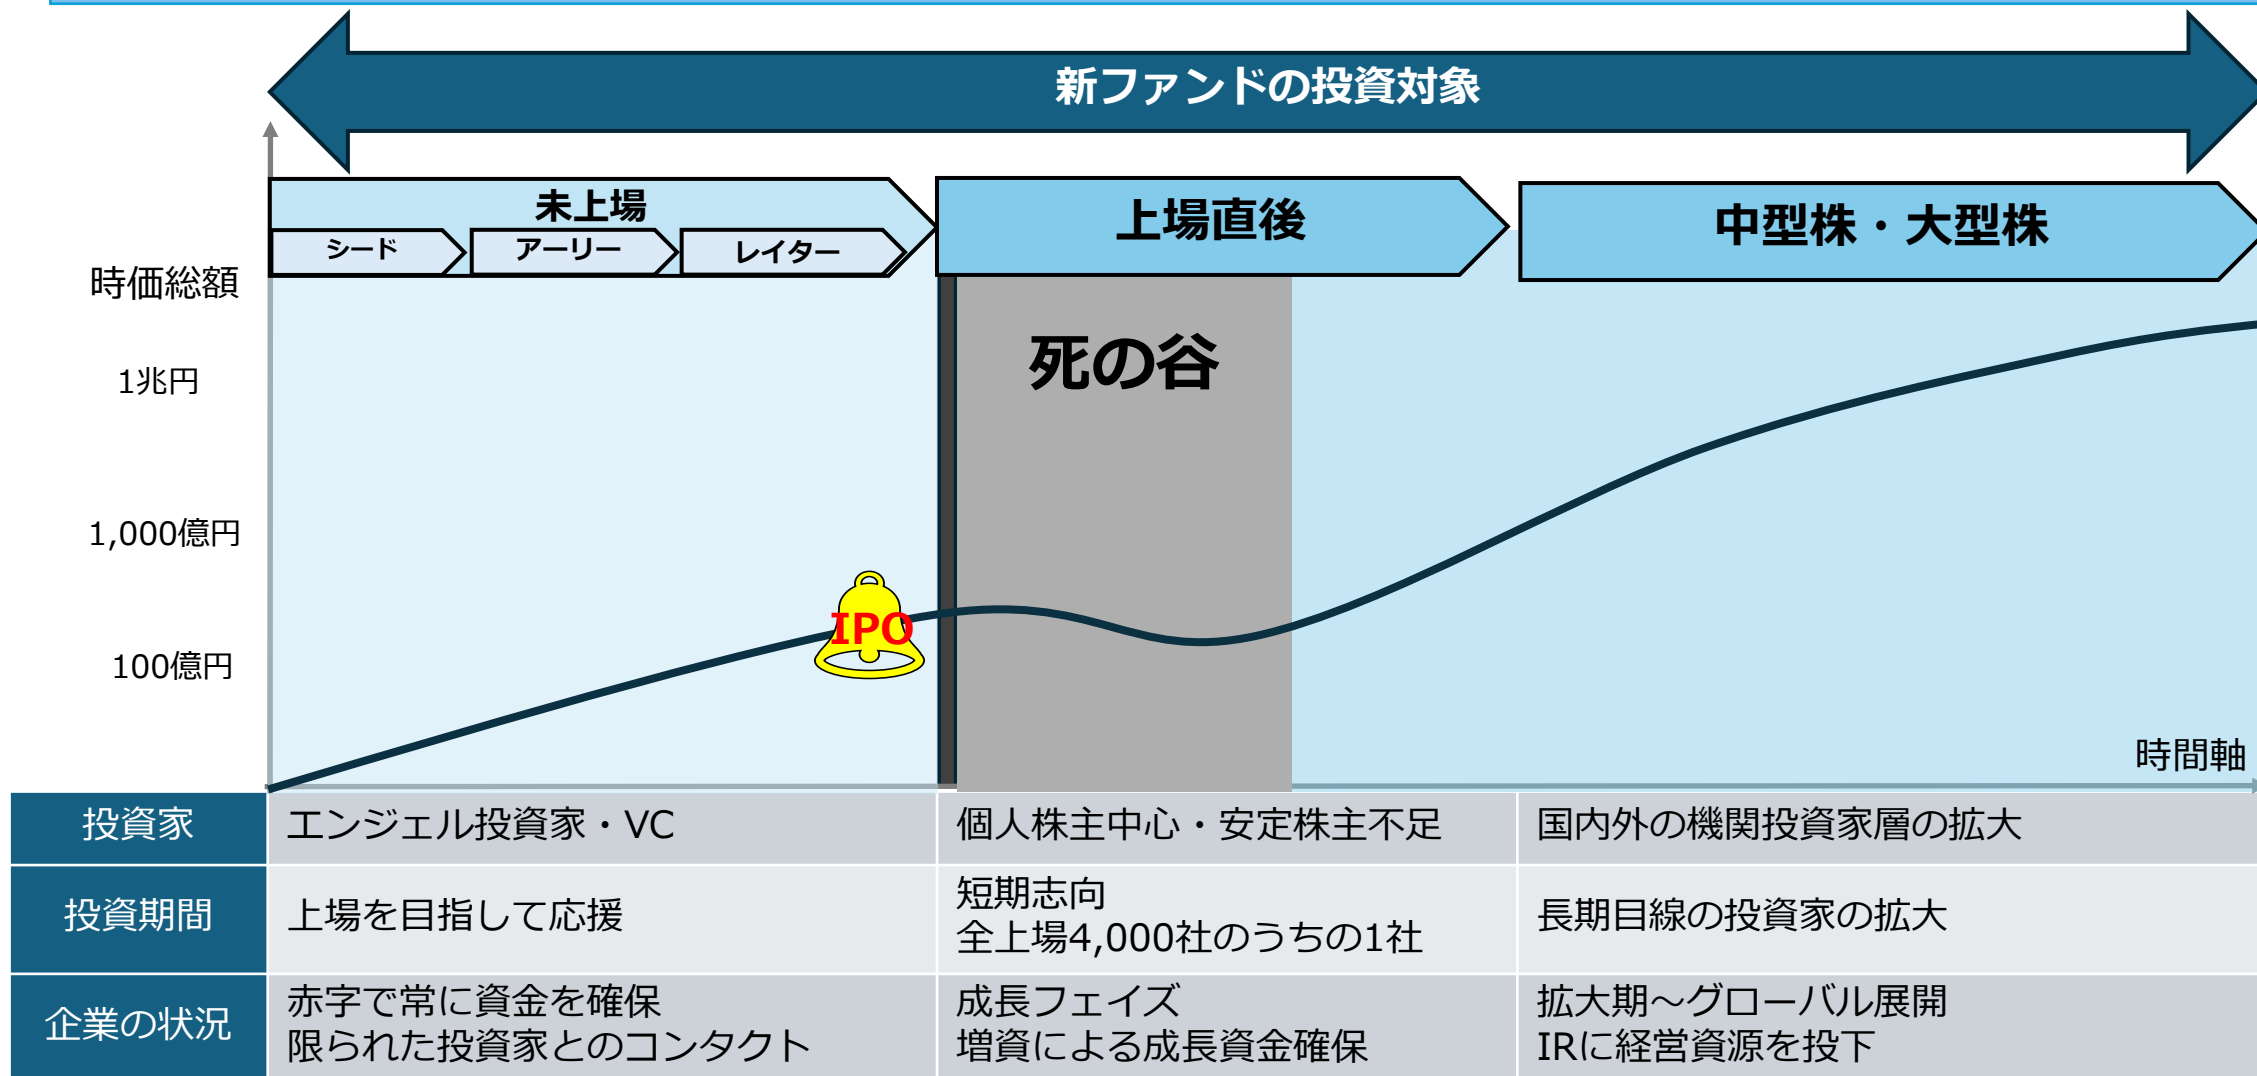 新ファンドの投資対象
未上場
シード
アーリー
レイター
上場直後
中型株・大型株
時価総額
1兆円
1,000億円
100億円
死の谷
IPO
時間軸
投資家
エンジェル投資家・VC
個人株主中心・安定株主不足
国内外の機関投資家層の拡大
投資期間
上場を目指して応援
短期志向
全上場4,000社のうちの1社
長期目線の投資家の拡大
企業の状況
赤字で常に資金を確保
限られた投資家とのコンタクト
成長フェイズ
増資による成長資金確保
拡大期～グローバル展開
IRに経営資源を投下